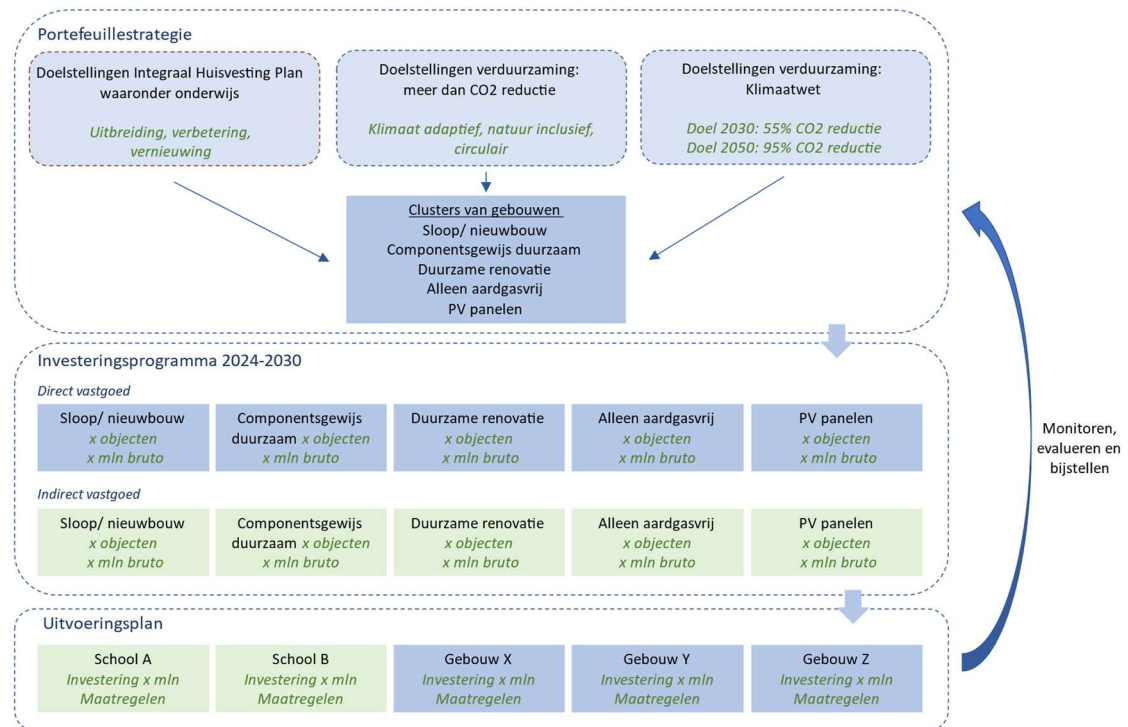 Portefeuillestrategie
Doelstellingen Integraal Huisvesting Plan
waaronder onderwijs
Uitbreiding, verbetering,
vernieuwing
Doelstellingen verduurzaming:
meer dan CO2 reductie
Klimaat adaptief, natuur inclusief,
circulair
Doelstellingen verduurzaming:
Klimaatwet
Doel 2030: 55% CO2 reductie
Doel 2050: 95% CO2 reductie
Clusters van gebouwen
Sloop/ nieuwbouw
Componentsgewijs duurzaam
Duurzame renovatie
Alleen aardgasvrij
PV panelen
Investeringsprogramma 2024-2030
Direct vastgoed
Sloop/ nieuwbouw
x objecten
x mln bruto
Componentsgewijs
duurzaam x objecten
x mln bruto
Duurzame renovatie
x objecten
x mln bruto
Alleen aardgasvrij
x objecten
x mln bruto
PV panelen
x objecten
x mln bruto
Indirect vastgoed
Sloop/ nieuwbouw
x objecten
x mln bruto
Componentsgewijs
duurzaam x objecten
x mln bruto
Duurzame renovatie
x objecten
x mln bruto
Alleen aardgasvrij
x objecten
x mln bruto
PV panelen
x objecten
x mln bruto
Uitvoeringsplan
School A
Investering x mln
Maatregelen
School B
Investering x mln
Maatregelen
Gebouw X
Investering x mln
Maatregelen
Gebouw Y
Investering x mln
Maatregelen
Gebouw Z
Investering x mln
Maatregelen
Monitoren,
evalueren en
bijstellen